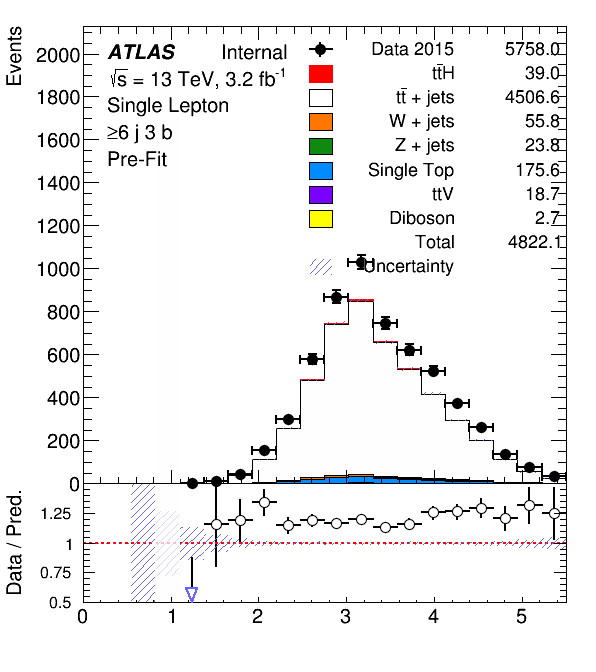 Events
2000
1800
1600
1400
1200
1000
800
600
400
200
0
ATLAS Internal
√s = 13 TeV, 3.2 fb⁻¹
Single Lepton
≥6 j 3 b
Pre-Fit
Data 2015 5758.0
tt̄H 39.0
tt̄ + jets 4506.6
W + jets 55.8
Z + jets 23.8
Single Top 175.6
ttV 18.7
Diboson 2.7
Total 4822.1
Uncertainty
Data / Pred.
1.25
1
0.75
0.5
0 1 2 3 4 5